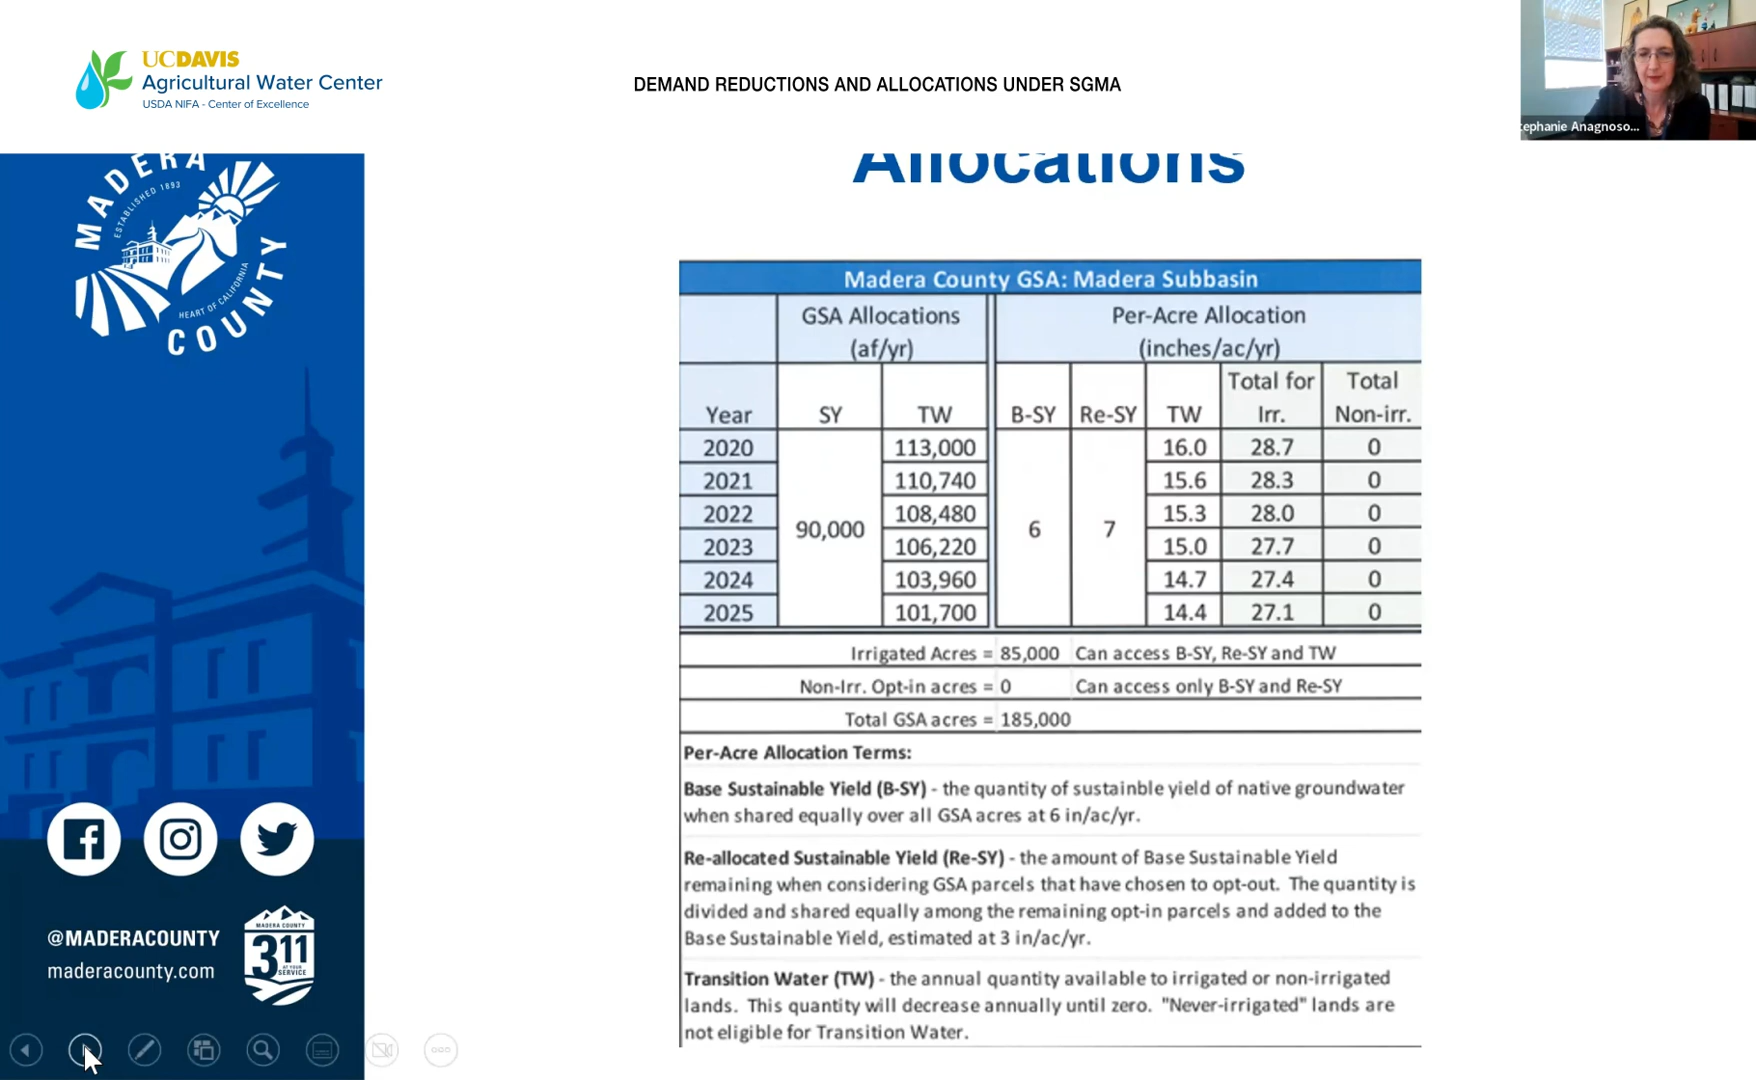 UCDAVIS
Agricultural Water Center
USDA NIFA - Center of Excellence
DEMAND REDUCTIONS AND ALLOCATIONS UNDER SGMA
tephanie Anagnoso...
MADERA
ESTABLISHED 1893
HEART OF CALIFORNIA
COUNTY
Allocations
Madera County GSA: Madera Subbasin
GSA Allocations Per-Acre Allocation
(af/yr) (inches/ac/yr)
Total for Total
Year SY TW B-SY Re-SY TW Irr. Non-irr.
2020 113,000 16.0 28.7 0
2021 110,740 15.6 28.3 0
2022 108,480 15.3 28.0 0
90,000 6 7
2023 106,220 15.0 27.7 0
2024 103,960 14.7 27.4 0
2025 101,700 14.4 27.1 0
Irrigated Acres = 85,000 Can access B-SY, Re-SY and TW
Non-Irr. Opt-in acres = 0 Can access only B-SY and Re-SY
Total GSA acres = 185,000
Per-Acre Allocation Terms:
Base Sustainable Yield (B-SY) - the quantity of sustainble yield of native groundwater
when shared equally over all GSA acres at 6 in/ac/yr.
Re-allocated Sustainable Yield (Re-SY) - the amount of Base Sustainable Yield
remaining when considering GSA parcels that have chosen to opt-out. The quantity is
divided and shared equally among the remaining opt-in parcels and added to the
Base Sustainable Yield, estimated at 3 in/ac/yr.
Transition Water (TW) - the annual quantity available to irrigated or non-irrigated
lands. This quantity will decrease annually until zero. "Never-irrigated" lands are
not eligible for Transition Water.
@MADERACOUNTY
maderacounty.com
MADERA COUNTY
311
AT YOUR
SERVICE